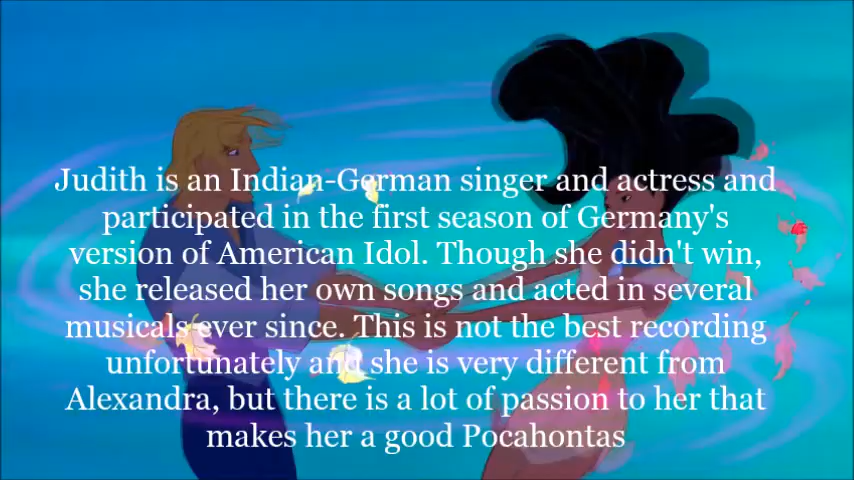 Judith is an Indian-German singer and actress and
participated in the first season of Germany's
version of American Idol. Though she didn't win,
she released her own songs and acted in several
musicals ever since. This is not the best recording
unfortunately and she is very different from
Alexandra, but there is a lot of passion to her that
makes her a good Pocahontas